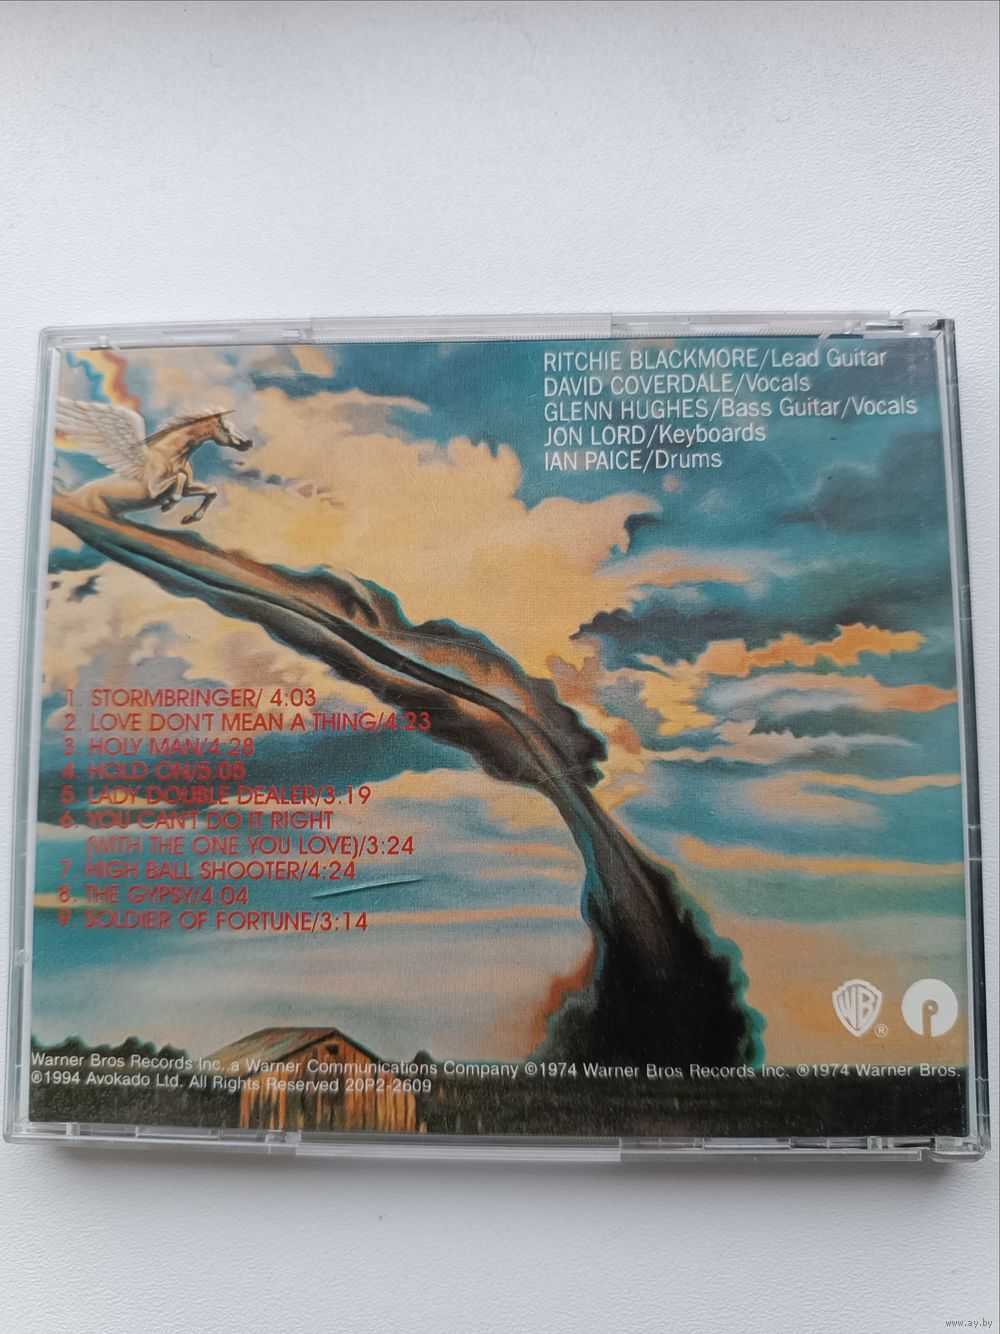 RITCHIE BLACKMORE/Lead Guitar
DAVID COVERDALE/Vocals
GLENN HUGHES/Bass Guitar/Vocals
JON LORD/Keyboards
IAN PAICE/Drums
1. STORMBRINGER/ 4:03
2. LOVE DON'T MEAN A THING/4:23
3. HOLY MAN/4:28
4. HOLD ON/5:05
5. LADY DOUBLE DEALER/3:19
6. YOU CAN'T DO IT RIGHT
(WITH THE ONE YOU LOVE)/3:24
7. HIGH BALL SHOOTER/4:24
8. THE GYPSY/4:04
9. SOLDIER OF FORTUNE/3:14
WB ® P
Warner Bros Records Inc., a Warner Communications Company ©1974 Warner Bros Records Inc. ®1974 Warner Bros.
®1994 Avokado Ltd. All Rights Reserved 20P2-2609
www.ay.by